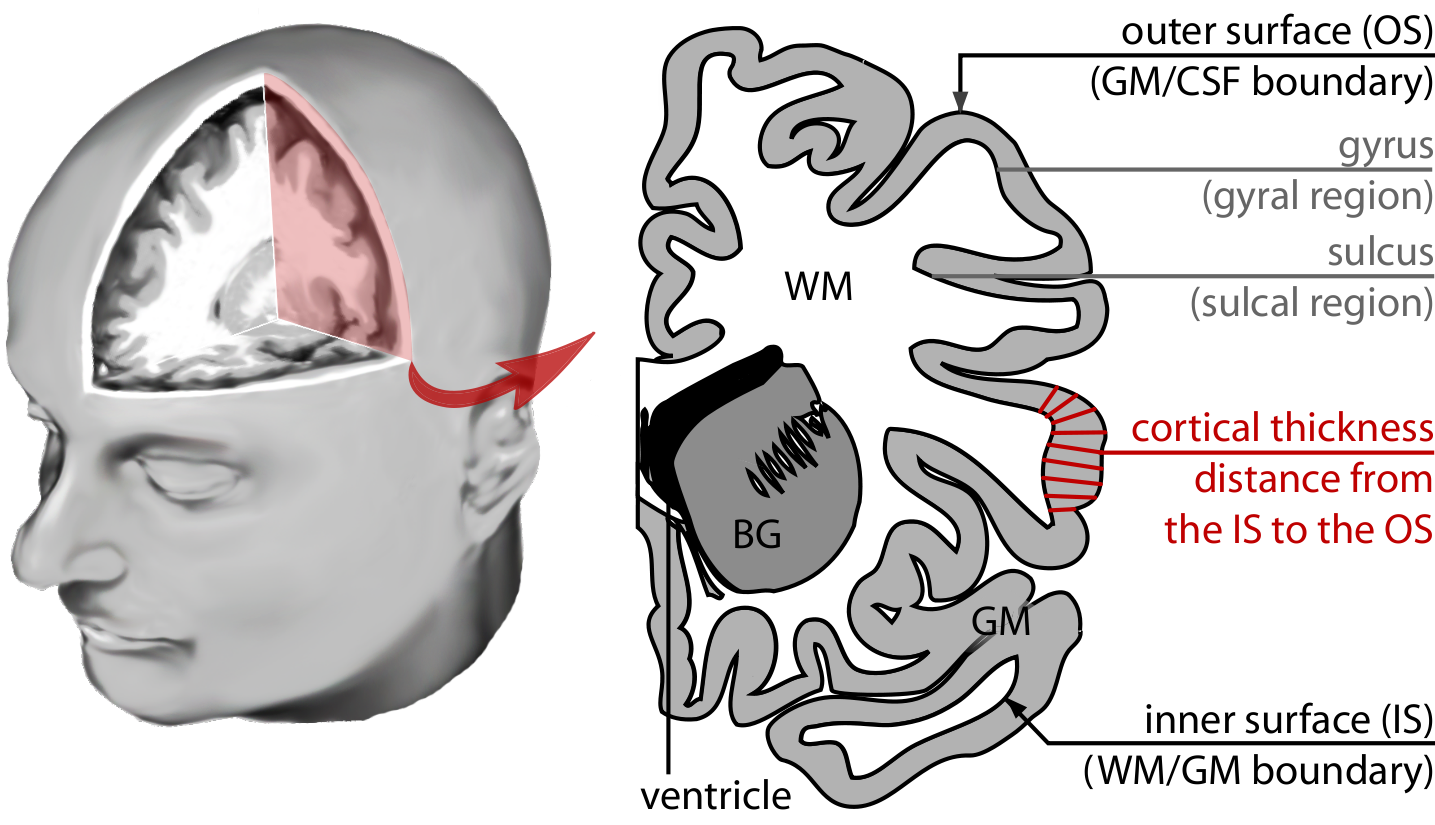 outer surface (OS)
(GM/CSF boundary)
gyrus
(gyral region)
sulcus
(sulcal region)
WM
cortical thickness
distance from
the IS to the OS
BG
GM
inner surface (IS)
(WM/GM boundary)
ventricle